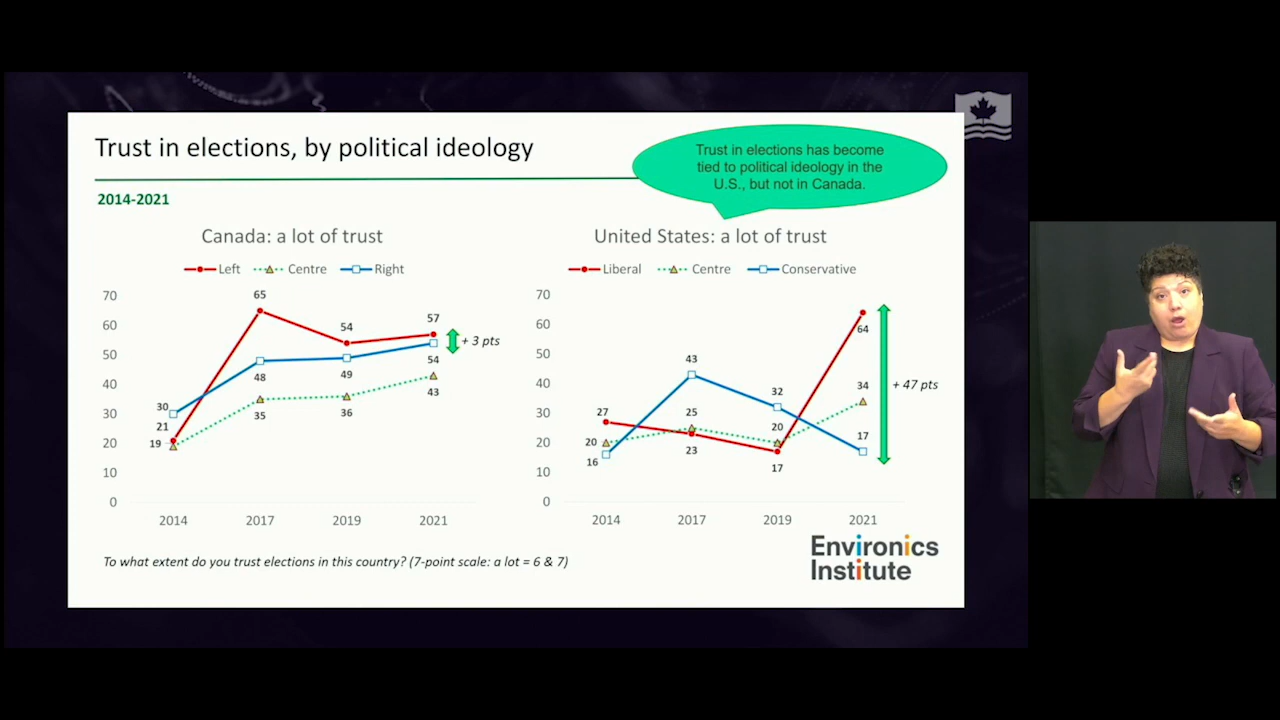 Trust in elections, by political ideology
Trust in elections has become
tied to political ideology in the
U.S., but not in Canada.
2014-2021
Canada: a lot of trust
Left Centre Right
70
60
50
40
30
20
10
0
65
57
54
+ 3 pts
54
48
49
43
30
21
19
35
36
2014 2017 2019 2021
United States: a lot of trust
Liberal Centre Conservative
70
60
50
40
30
20
10
0
64
43
34
+ 47 pts
32
27
25
20
20
17
16
23
17
2014 2017 2019 2021
To what extent do you trust elections in this country? (7-point scale: a lot = 6 & 7)
Environics
Institute